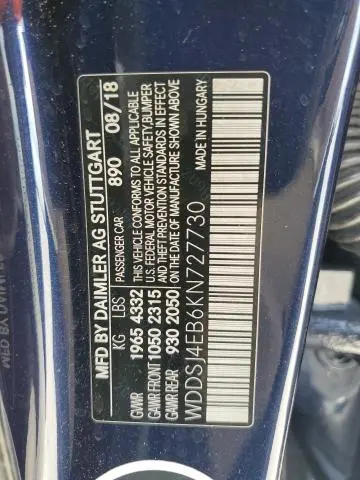 MFD BY DAIMLER AG STUTTGART
KG LBS PASSENGER CAR 890 08/18
GVWR 1965 4332 THIS VEHICLE CONFORMS TO ALL APPLICABLE
GAWR FRONT 1050 2315 U.S. FEDERAL MOTOR VEHICLE SAFETY, BUMPER
GAWR REAR 930 2050 AND THEFT PREVENTION STANDARDS IN EFFECT
ON THE DATE OF MANUFACTURE SHOWN ABOVE
WDDSJ4EB6KN727730 MADE IN HUNGARY